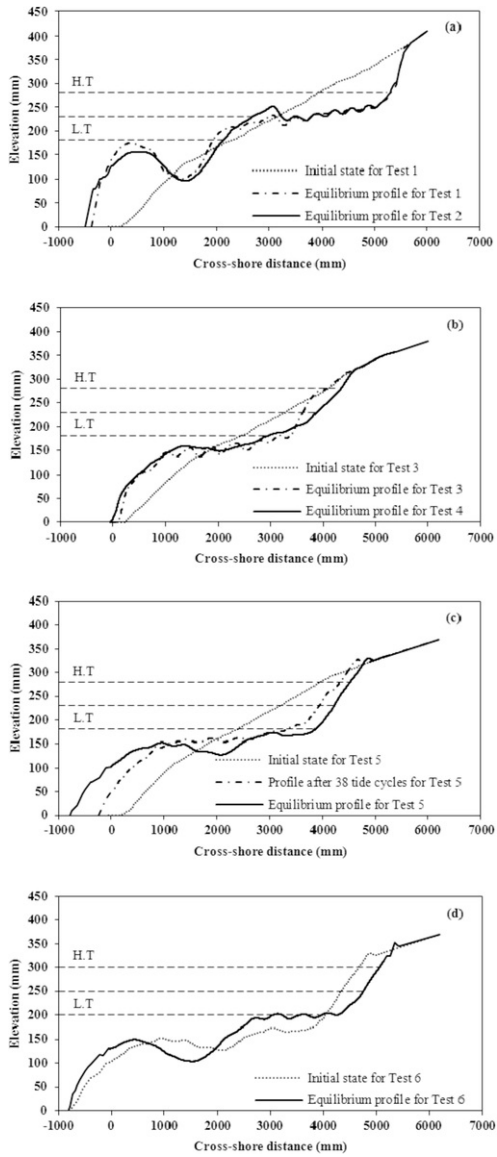 450
(a)
400
350
300
H.T
250
200
L.T
150
100
50
0
Elevation (mm)
Initial state for Test 1
Equilibrium profile for Test 1
Equilibrium profile for Test 2
-1000 0 1000 2000 3000 4000 5000 6000 7000
Cross-shore distance (mm)
450
(b)
400
350
300
H.T
250
200
L.T
150
100
50
0
Elevation (mm)
Initial state for Test 3
Equilibrium profile for Test 3
Equilibrium profile for Test 4
-1000 0 1000 2000 3000 4000 5000 6000 7000
Cross-shore distance (mm)
450
(c)
400
350
300
H.T
250
200
L.T
150
100
50
0
Elevation (mm)
Initial state for Test 5
Profile after 38 tide cycles for Test 5
Equilibrium profile for Test 5
-1000 0 1000 2000 3000 4000 5000 6000 7000
Cross-shore distance (mm)
450
(d)
400
350
H.T
300
250
L.T
200
150
100
50
0
Elevation (mm)
Initial state for Test 6
Equilibrium profile for Test 6
-1000 0 1000 2000 3000 4000 5000 6000 7000
Cross-shore distance (mm)